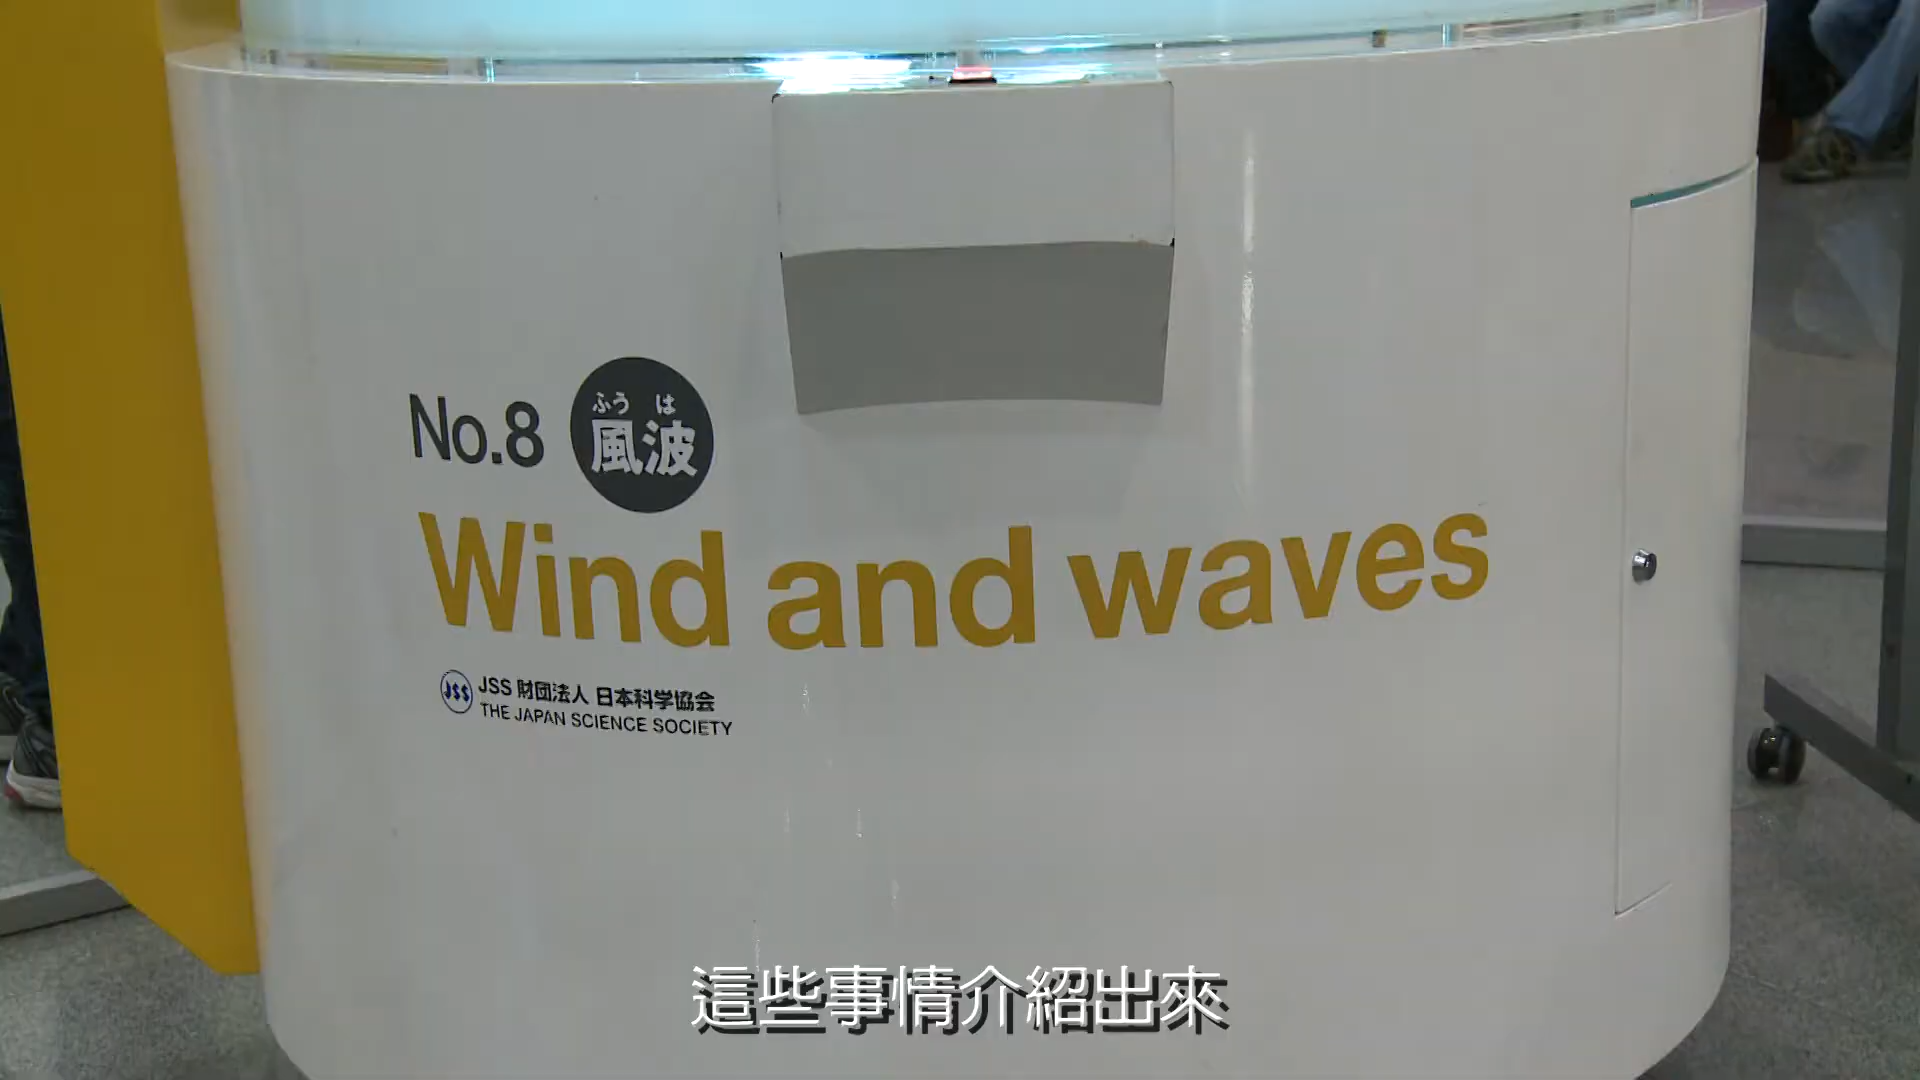 No.8
ふう は
風波
Wind and waves
JSS JSS 財団法人 日本科学協会
THE JAPAN SCIENCE SOCIETY
這些事情介紹出來